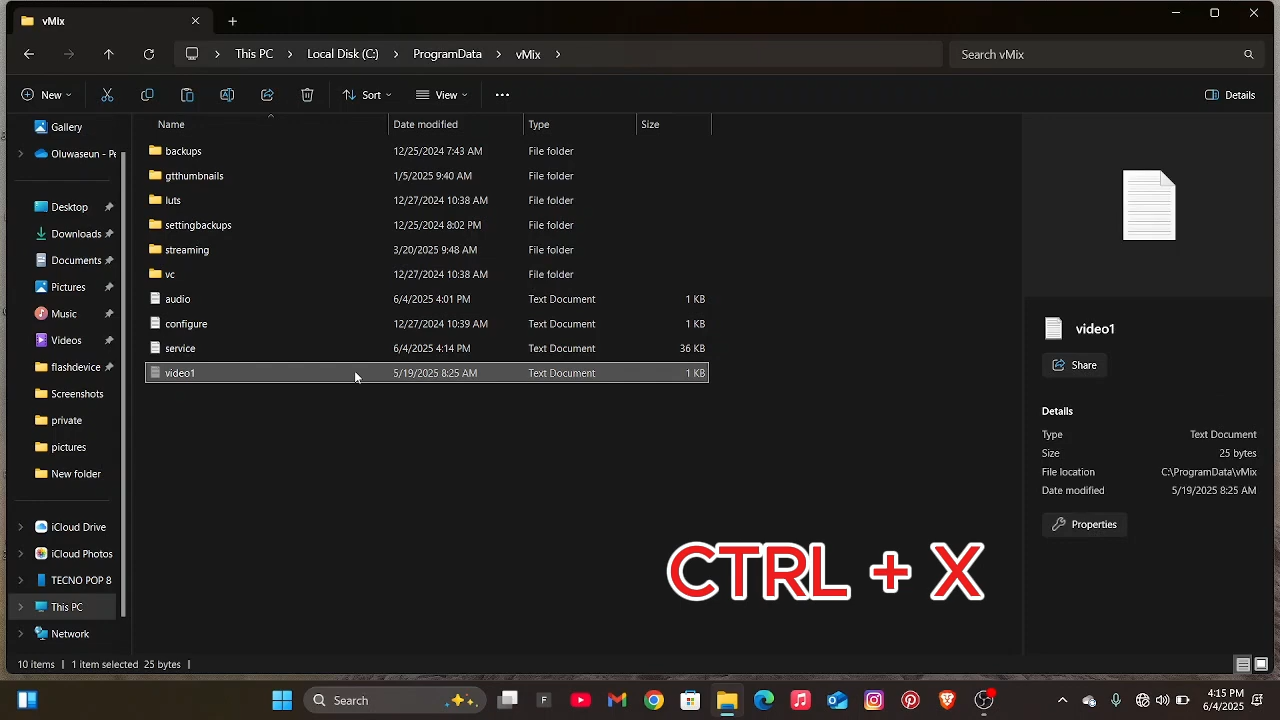 vMix
This PC > Local Disk (C:) > ProgramData > vMix >
Search vMix
New
Sort
View
Details
Gallery
Oluwaseun - Pe
Desktop
Downloads
Documents
Pictures
Music
Videos
flashdevice
Screenshots
private
pictures
New folder
iCloud Drive
iCloud Photos
TECNO POP 8
This PC
Network
Name Date modified Type Size
backups 12/25/2024 7:43 AM File folder
gtthumbnails 1/5/2025 9:40 AM File folder
luts 12/27/2024 10:38 AM File folder
settingbackups 12/25/2024 8:02 AM File folder
streaming 3/20/2025 9:48 AM File folder
vc 12/27/2024 10:38 AM File folder
audio 6/4/2025 4:01 PM Text Document 1 KB
configure 12/27/2024 10:39 AM Text Document 1 KB
service 6/4/2025 4:14 PM Text Document 36 KB
video1 5/19/2025 8:25 AM Text Document 1 KB
video1
Share
Details
Type Text Document
Size 25 bytes
File location C:\ProgramData\vMix
Date modified 5/19/2025 8:25 AM
Properties
CTRL + X
10 items 1 item selected 25 bytes
Search
4:15 PM
6/4/2025